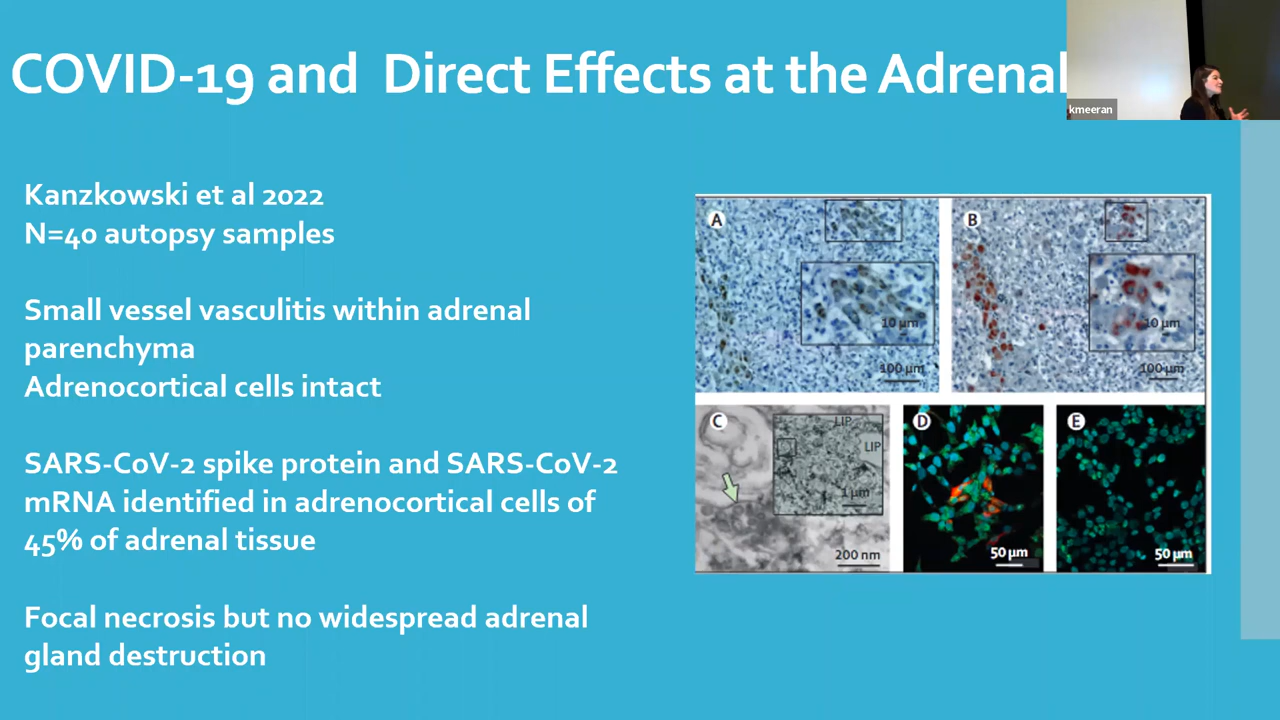 COVID-19 and Direct Effects at the Adrenal
kmeeran
Kanzkowski et al 2022
N=40 autopsy samples
Small vessel vasculitis within adrenal
parenchyma
Adrenocortical cells intact
SARS-CoV-2 spike protein and SARS-CoV-2
mRNA identified in adrenocortical cells of
45% of adrenal tissue
Focal necrosis but no widespread adrenal
gland destruction
A
10 µm
100 µm
B
10 µm
100 µm
C
LIP
LIP
1 µm
200 nm
D
50 µm
E
50 µm